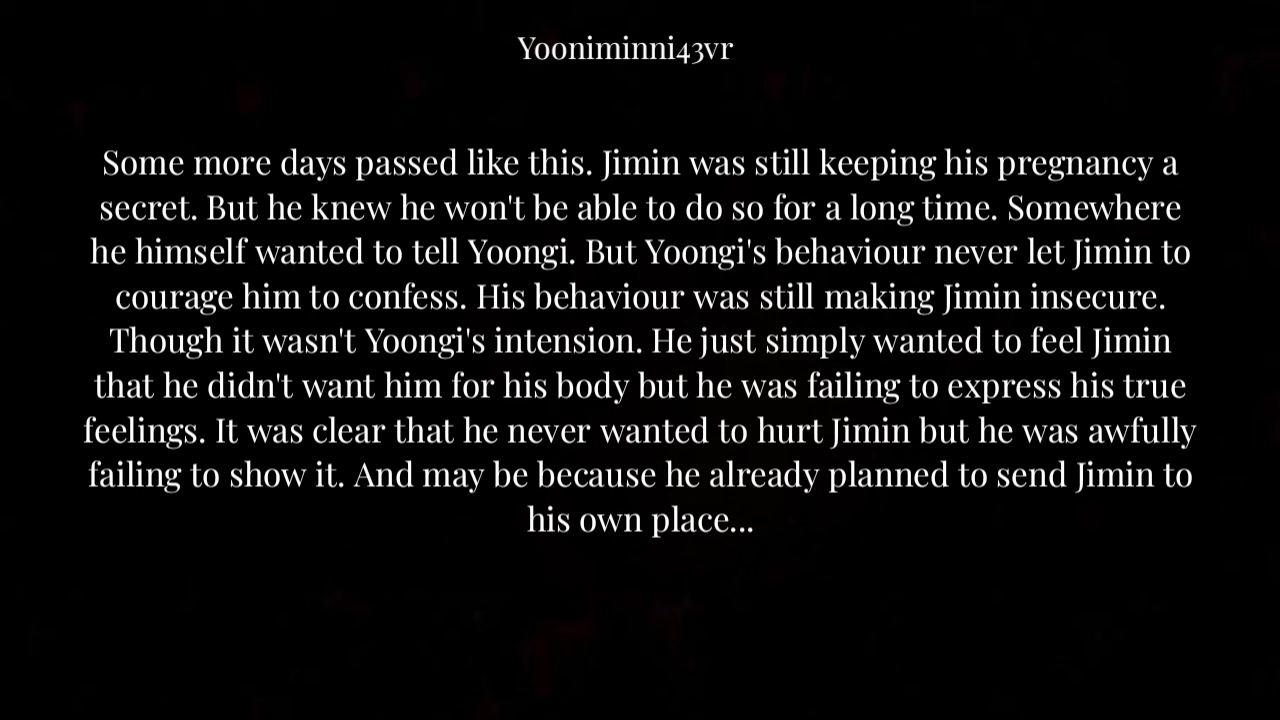 Yooniminni43vr
Some more days passed like this. Jimin was still keeping his pregnancy a
secret. But he knew he won't be able to do so for a long time. Somewhere
he himself wanted to tell Yoongi. But Yoongi's behaviour never let Jimin to
courage him to confess. His behaviour was still making Jimin insecure.
Though it wasn't Yoongi's intension. He just simply wanted to feel Jimin
that he didn't want him for his body but he was failing to express his true
feelings. It was clear that he never wanted to hurt Jimin but he was awfully
failing to show it. And may be because he already planned to send Jimin to
his own place...